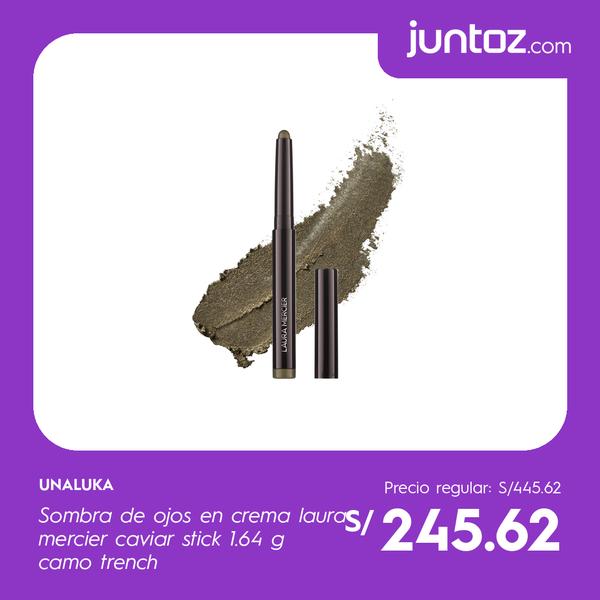 juntoz.com
LAURA MERCIER
UNALUKA
Precio regular: S/445.62
Sombra de ojos en crema laura
mercier caviar stick 1.64 g
camo trench
S/ 245.62